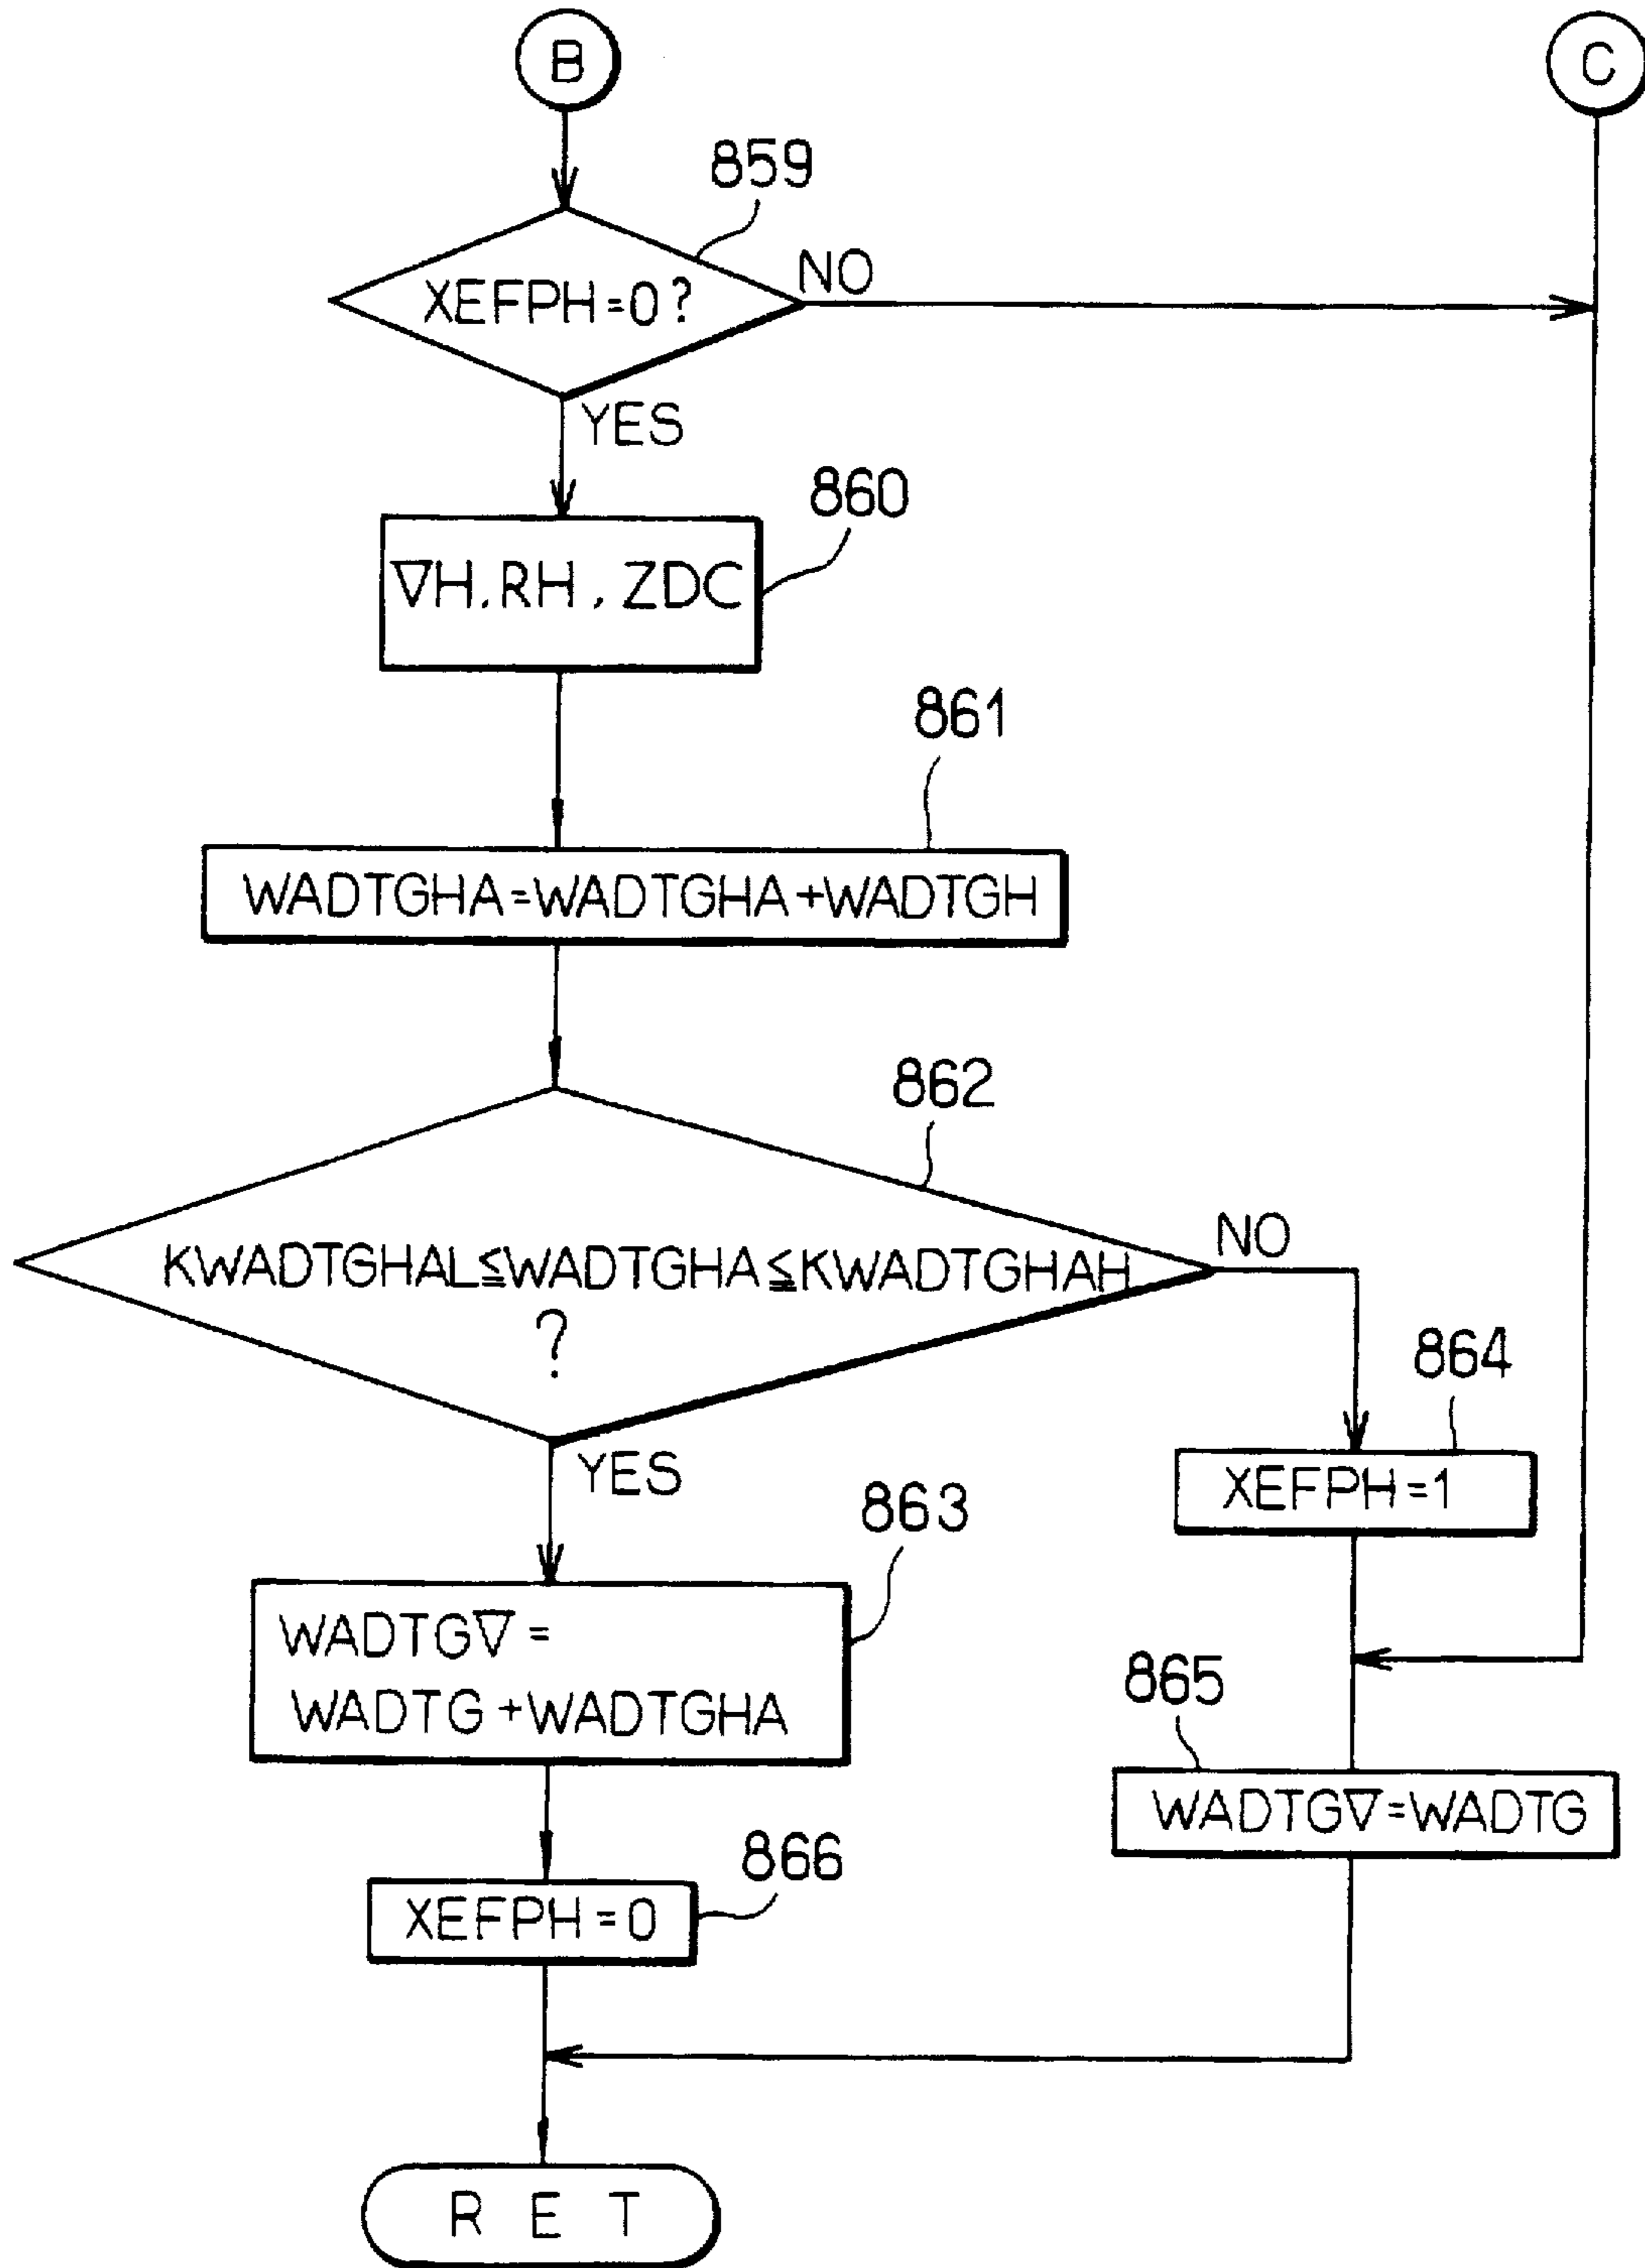 B
C
859
XEFPH=0?
NO
YES
860
∇H, RH, ZDC
861
WADTGHA=WADTGHA+WADTGH
862
KWADTGHAL≦WADTGHA≦KWADTGHAH
?
NO
YES
864
XEFPH=1
863
WADTG∇=
WADTG+WADTGHA
865
WADTG∇=WADTG
866
XEFPH=0
RET